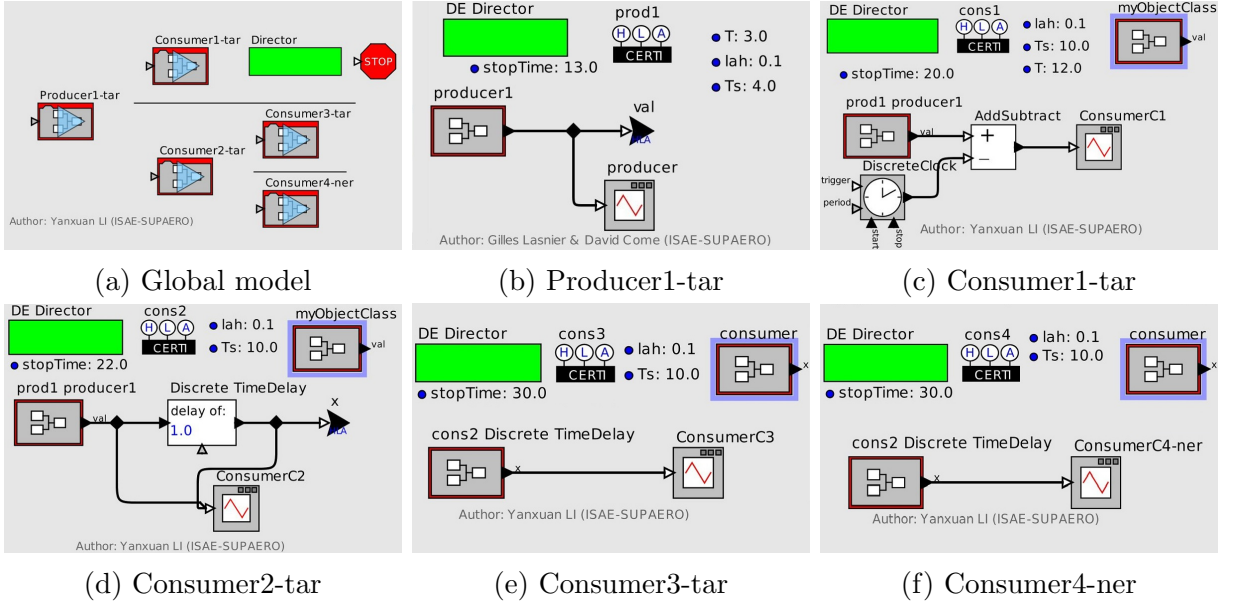 Consumer1-tar
Director
STOP
Producer1-tar
Consumer3-tar
Consumer2-tar
Consumer4-ner
Author: Yanxuan LI (ISAE-SUPAERO)
(a) Global model
DE Director
prod1
H L A
CERTI
stopTime: 13.0
T: 3.0
lah: 0.1
Ts: 4.0
producer1
val
HLA
producer
Author: Gilles Lasnier & David Come (ISAE-SUPAERO)
(b) Producer1-tar
DE Director
cons1
H L A
CERTI
stopTime: 20.0
lah: 0.1
Ts: 10.0
T: 12.0
myObjectClass
val
prod1 producer1
val
AddSubtract
+
−
ConsumerC1
DiscreteClock
trigger
period
start
stop
Author: Yanxuan LI (ISAE-SUPAERO)
(c) Consumer1-tar
DE Director
cons2
H L A
CERTI
stopTime: 22.0
lah: 0.1
Ts: 10.0
myObjectClass
val
prod1 producer1
val
Discrete TimeDelay
delay of:
1.0
x
HLA
ConsumerC2
Author: Yanxuan LI (ISAE-SUPAERO)
(d) Consumer2-tar
DE Director
cons3
H L A
CERTI
stopTime: 30.0
lah: 0.1
Ts: 10.0
consumer
x
cons2 Discrete TimeDelay
x
ConsumerC3
Author: Yanxuan LI (ISAE-SUPAERO)
(e) Consumer3-tar
DE Director
cons4
H L A
CERTI
stopTime: 30.0
lah: 0.1
Ts: 10.0
consumer
x
cons2 Discrete TimeDelay
x
ConsumerC4-ner
Author: Yanxuan LI (ISAE-SUPAERO)
(f) Consumer4-ner